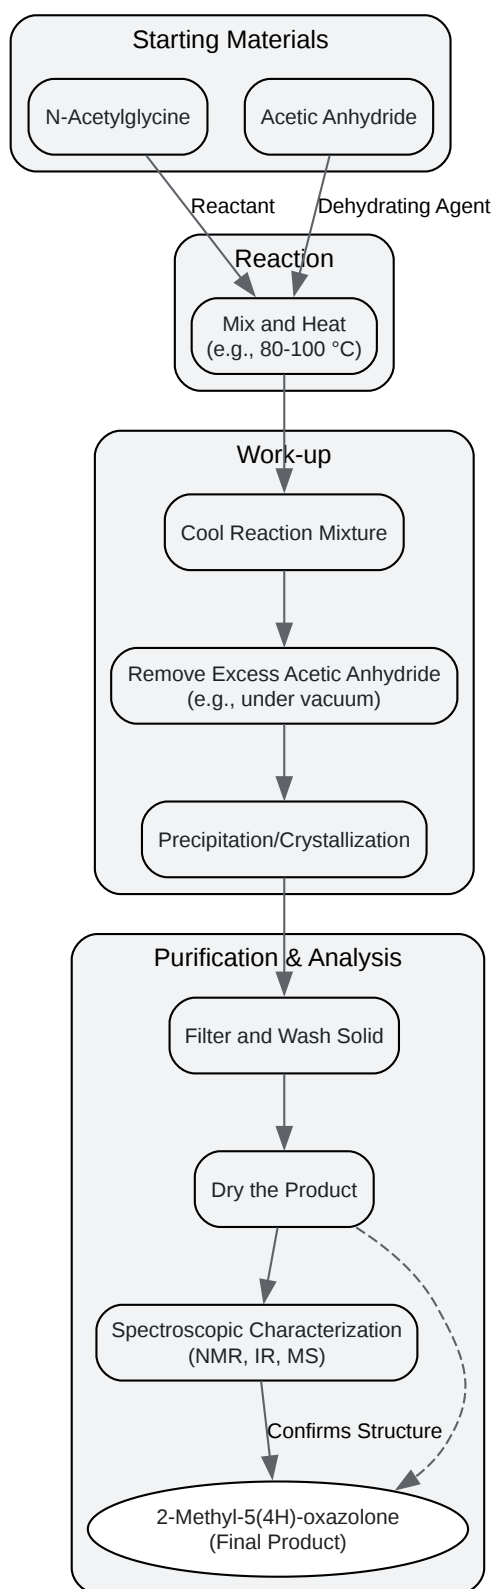 Starting Materials
N-Acetylglycine
Acetic Anhydride
Reactant
Dehydrating Agent
Reaction
Mix and Heat
(e.g., 80-100 °C)
Work-up
Cool Reaction Mixture
Remove Excess Acetic Anhydride
(e.g., under vacuum)
Precipitation/Crystallization
Purification & Analysis
Filter and Wash Solid
Dry the Product
Spectroscopic Characterization
(NMR, IR, MS)
Confirms Structure
2-Methyl-5(4H)-oxazolone
(Final Product)